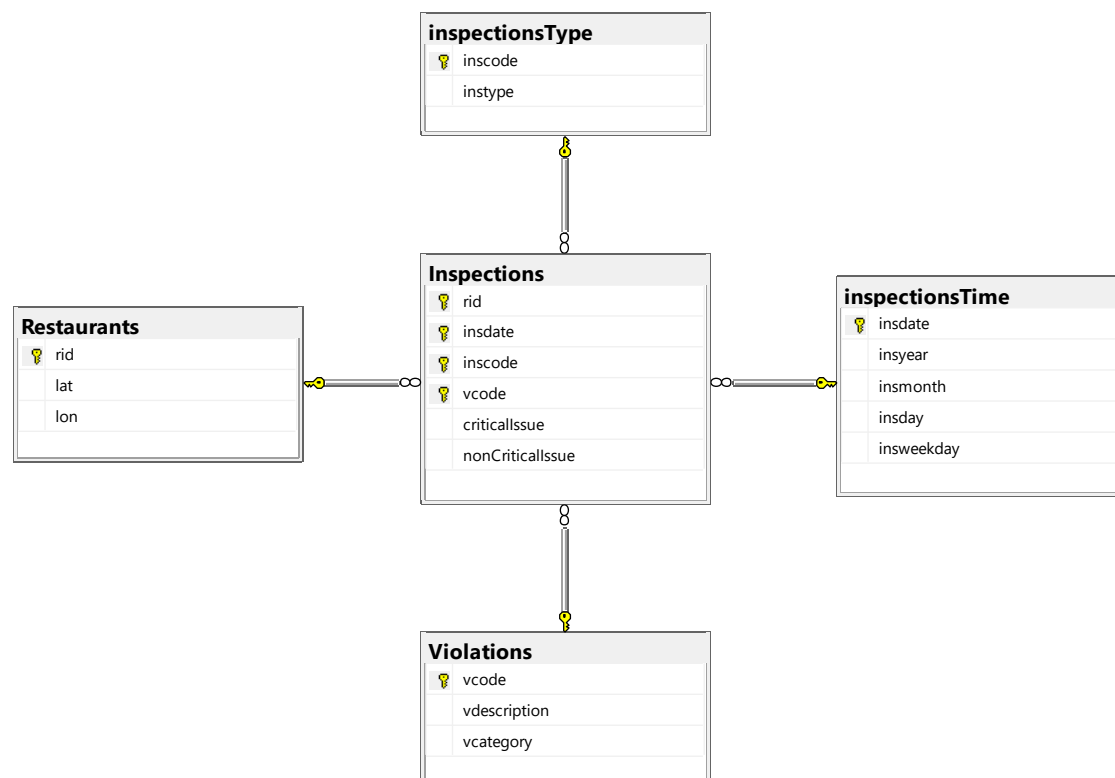 inspectionsType
inscode
instype
Inspections
rid
insdate
inscode
vcode
criticalIssue
nonCriticalIssue
Restaurants
rid
lat
lon
inspectionsTime
insdate
insyear
insmonth
insday
insweekday
Violations
vcode
vdescription
vcategory